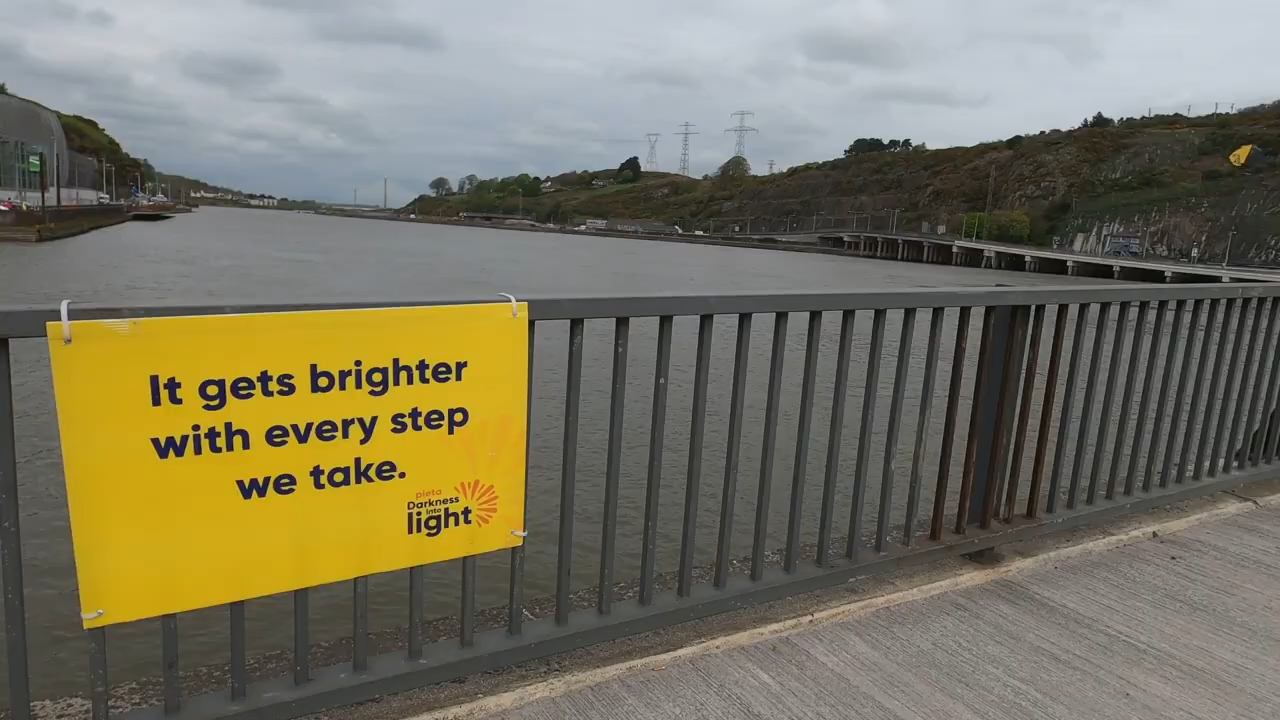 It gets brighter
with every step
we take.
pieta
Darkness
into
light